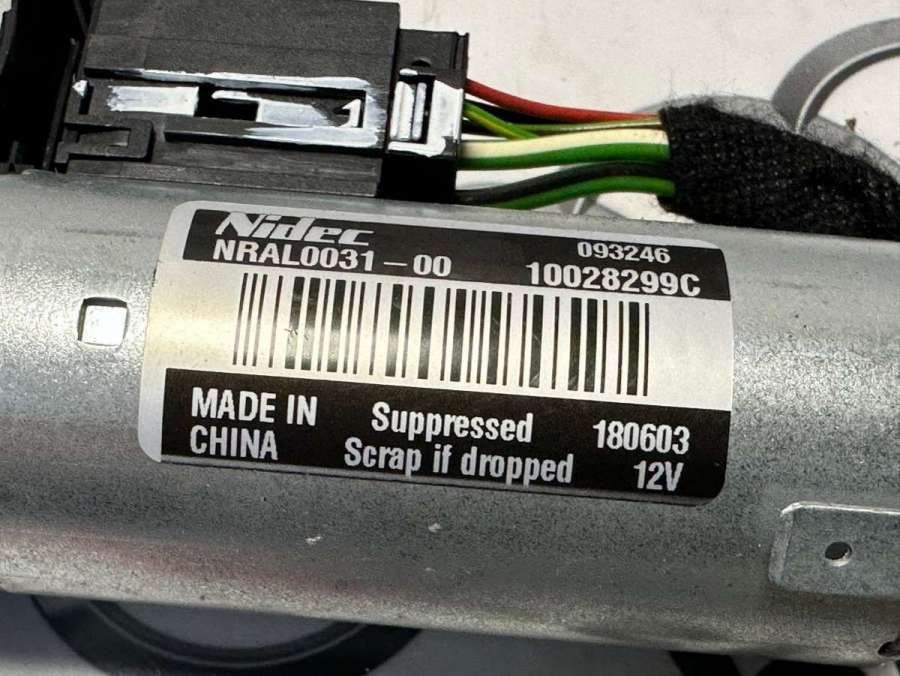 Nidec
093246
NRAL0031-00 10028299C
MADE IN CHINA
Suppressed
Scrap if dropped
180603
12V